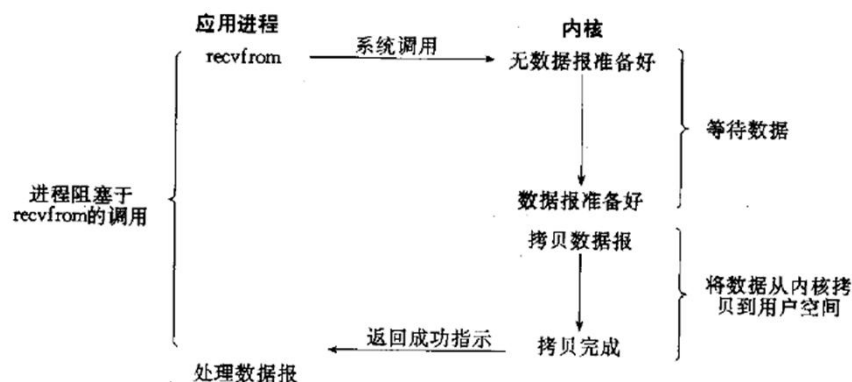 应用进程
内核
recvfrom
系统调用
无数据报准备好
等待数据
进程阻塞于
recvfrom的调用
数据报准备好
拷贝数据报
将数据从内核拷
贝到用户空间
返回成功指示
拷贝完成
处理数据报